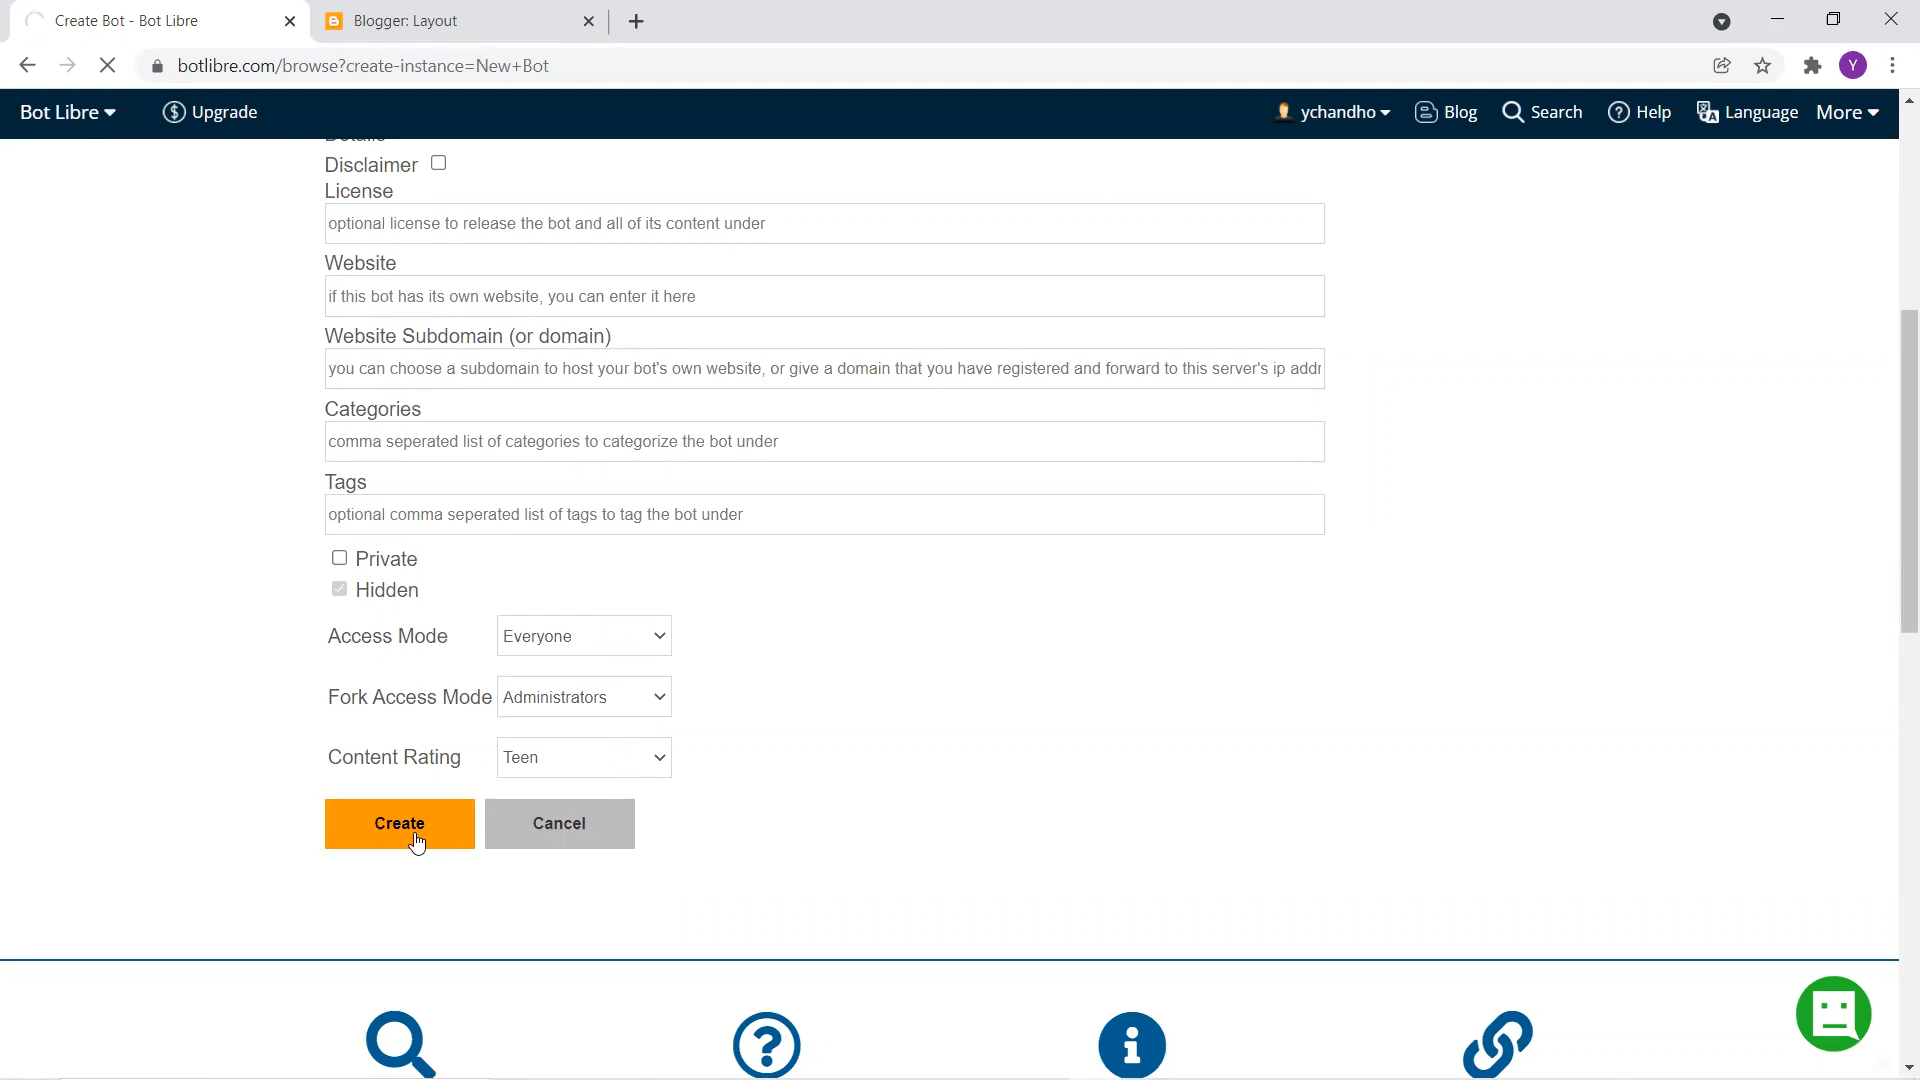 Create Bot - Bot Libre
Blogger: Layout
botlibre.com/browse?create-instance=New+Bot
Y
Bot Libre
Upgrade
ychandho
Blog
Search
Help
Language
More
Details
Disclaimer
License
optional license to release the bot and all of its content under
Website
if this bot has its own website, you can enter it here
Website Subdomain (or domain)
you can choose a subdomain to host your bot's own website, or give a domain that you have registered and forward to this server's ip addr
Categories
comma seperated list of categories to categorize the bot under
Tags
optional comma seperated list of tags to tag the bot under
Private
Hidden
Access Mode
Everyone
Fork Access Mode
Administrators
Content Rating
Teen
Create
Cancel